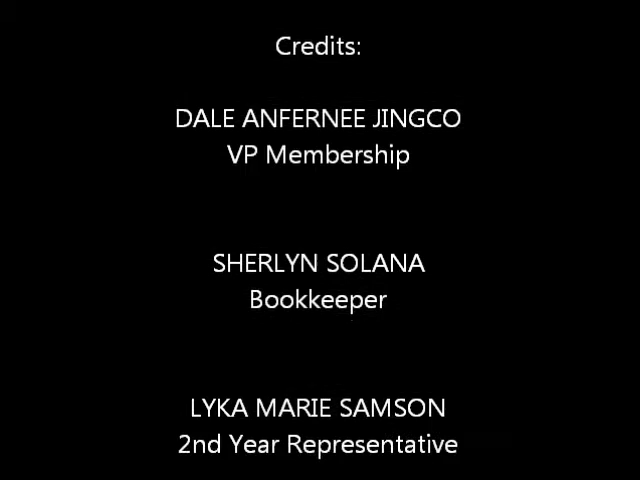 Credits:
DALE ANFERNEE JINGCO
VP Membership
SHERLYN SOLANA
Bookkeeper
LYKA MARIE SAMSON
2nd Year Representative